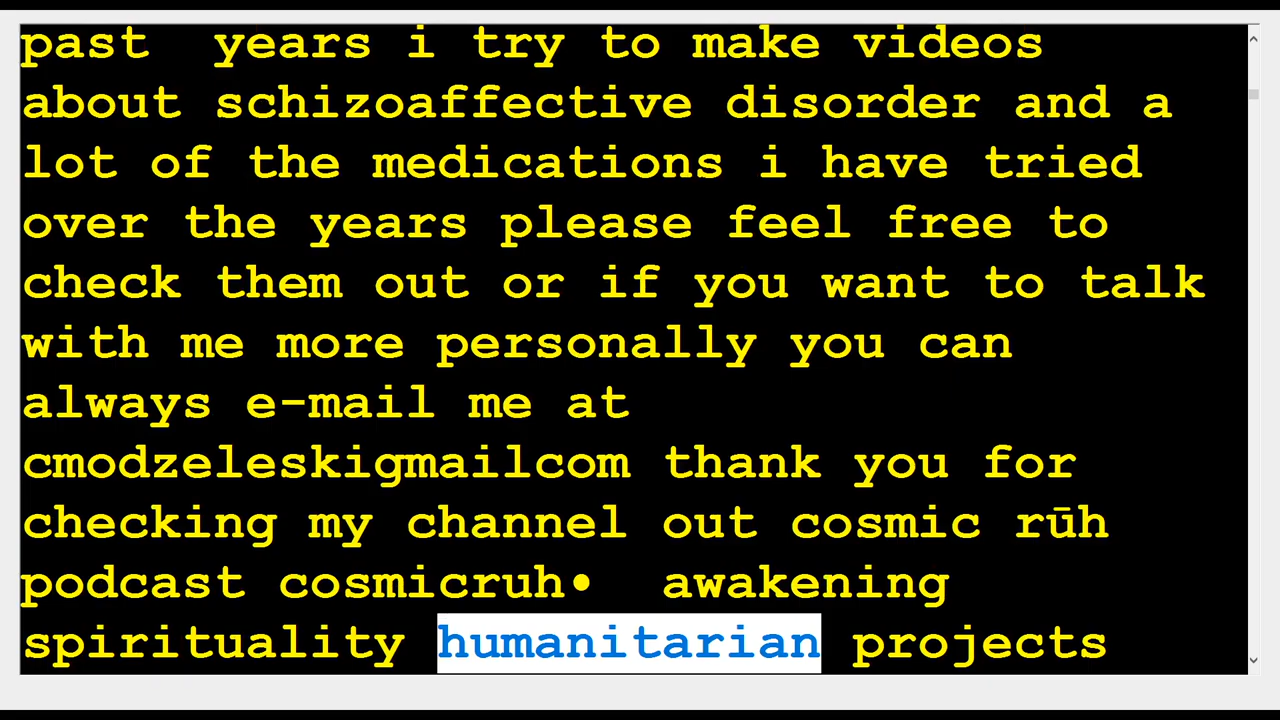 past  years i try to make videos
about schizoaffective disorder and a
lot of the medications i have tried
over the years please feel free to
check them out or if you want to talk
with me more personally you can
always e-mail me at
cmodzeleskigmailcom thank you for
checking my channel out cosmic rūh
podcast cosmicruh•  awakening
spirituality humanitarian projects